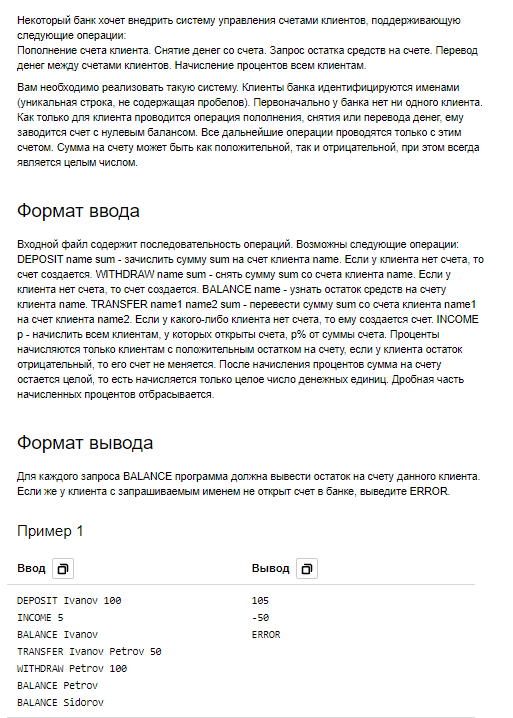 Некоторый банк хочет внедрить систему управления счетами клиентов, поддерживающую
следующие операции:
Пополнение счета клиента. Снятие денег со счета. Запрос остатка средств на счете. Перевод
денег между счетами клиентов. Начисление процентов всем клиентам.
Вам необходимо реализовать такую систему. Клиенты банка идентифицируются именами
(уникальная строка, не содержащая пробелов). Первоначально у банка нет ни одного клиента.
Как только для клиента проводится операция пополнения, снятия или перевода денег, ему
заводится счет с нулевым балансом. Все дальнейшие операции проводятся только с этим
счетом. Сумма на счету может быть как положительной, так и отрицательной, при этом всегда
является целым числом.
Формат ввода
Входной файл содержит последовательность операций. Возможны следующие операции:
DEPOSIT name sum - зачислить сумму sum на счет клиента name. Если у клиента нет счета, то
счет создается. WITHDRAW name sum - снять сумму sum со счета клиента name. Если у
клиента нет счета, то счет создается. BALANCE name - узнать остаток средств на счету
клиента name. TRANSFER name1 name2 sum - перевести сумму sum со счета клиента name1
на счет клиента name2. Если у какого-либо клиента нет счета, то ему создается счет. INCOME
p - начислить всем клиентам, у которых открыты счета, p% от суммы счета. Проценты
начисляются только клиентам с положительным остатком на счету, если у клиента остаток
отрицательный, то его счет не меняется. После начисления процентов сумма на счету
остается целой, то есть начисляется только целое число денежных единиц. Дробная часть
начисленных процентов отбрасывается.
Формат вывода
Для каждого запроса BALANCE программа должна вывести остаток на счету данного клиента.
Если же у клиента с запрашиваемым именем не открыт счет в банке, выведите ERROR.
Пример 1
Ввод Вывод
DEPOSIT Ivanov 100 105
INCOME 5 -50
BALANCE Ivanov ERROR
TRANSFER Ivanov Petrov 50
WITHDRAW Petrov 100
BALANCE Petrov
BALANCE Sidorov